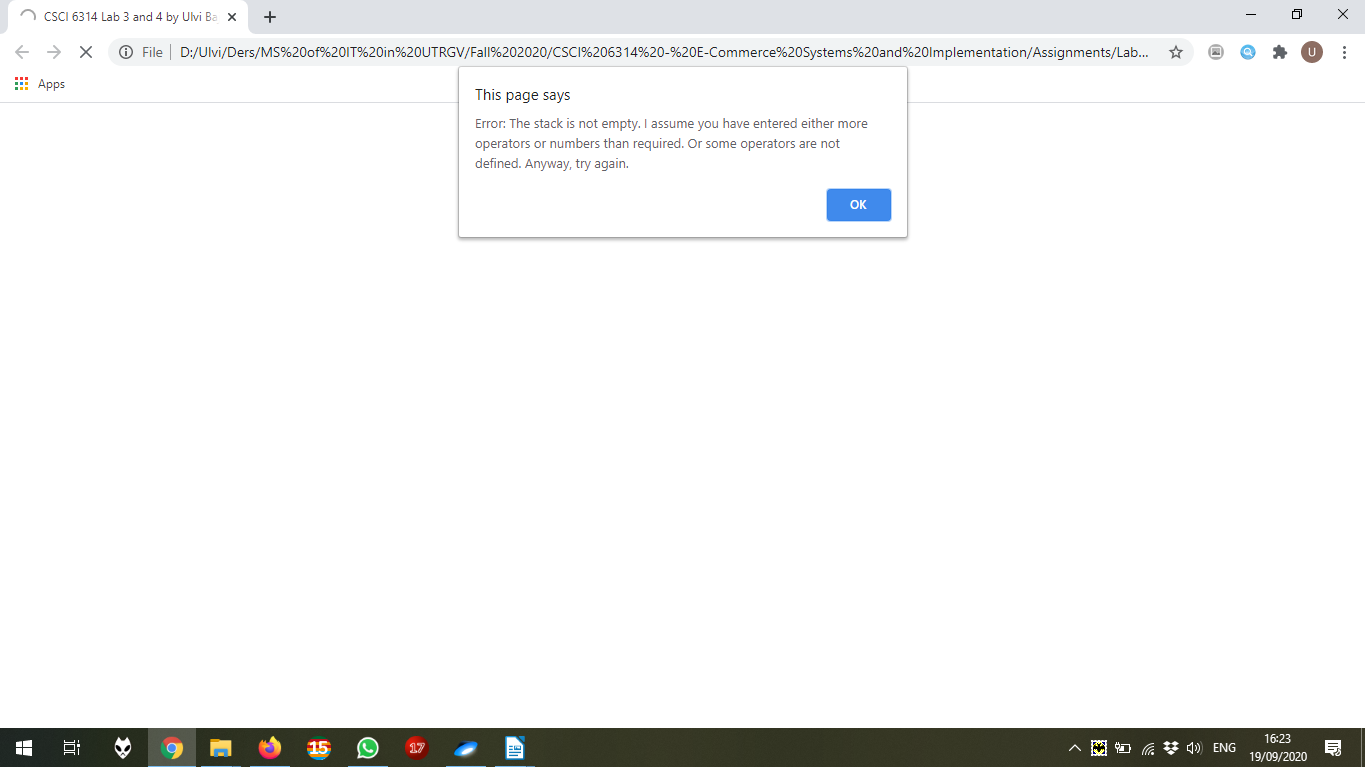 CSCI 6314 Lab 3 and 4 by Ulvi Ba
File
D:/Ulvi/Ders/MS%20of%20IT%20in%20UTRGV/Fall%202020/CSCI%206314%20-%20E-Commerce%20Systems%20and%20Implementation/Assignments/Lab...
U
Apps
This page says
Error: The stack is not empty. I assume you have entered either more
operators or numbers than required. Or some operators are not
defined. Anyway, try again.
OK
15
17
ENG
16:23
19/09/2020